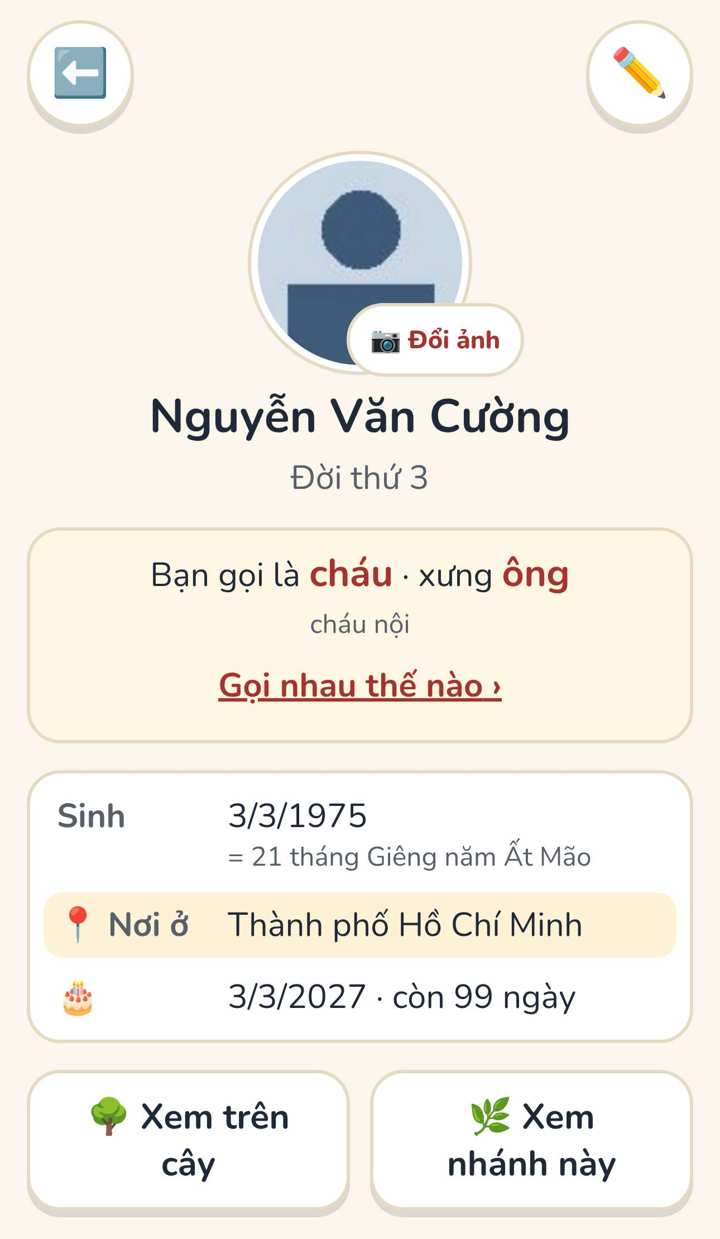 Đổi ảnh
Nguyễn Văn Cường
Đời thứ 3
Bạn gọi là cháu · xưng ông
cháu nội
Gọi nhau thế nào ›
Sinh 3/3/1975
= 21 tháng Giêng năm Ất Mão
Nơi ở Thành phố Hồ Chí Minh
3/3/2027 · còn 99 ngày
Xem trên
cây
Xem
nhánh này